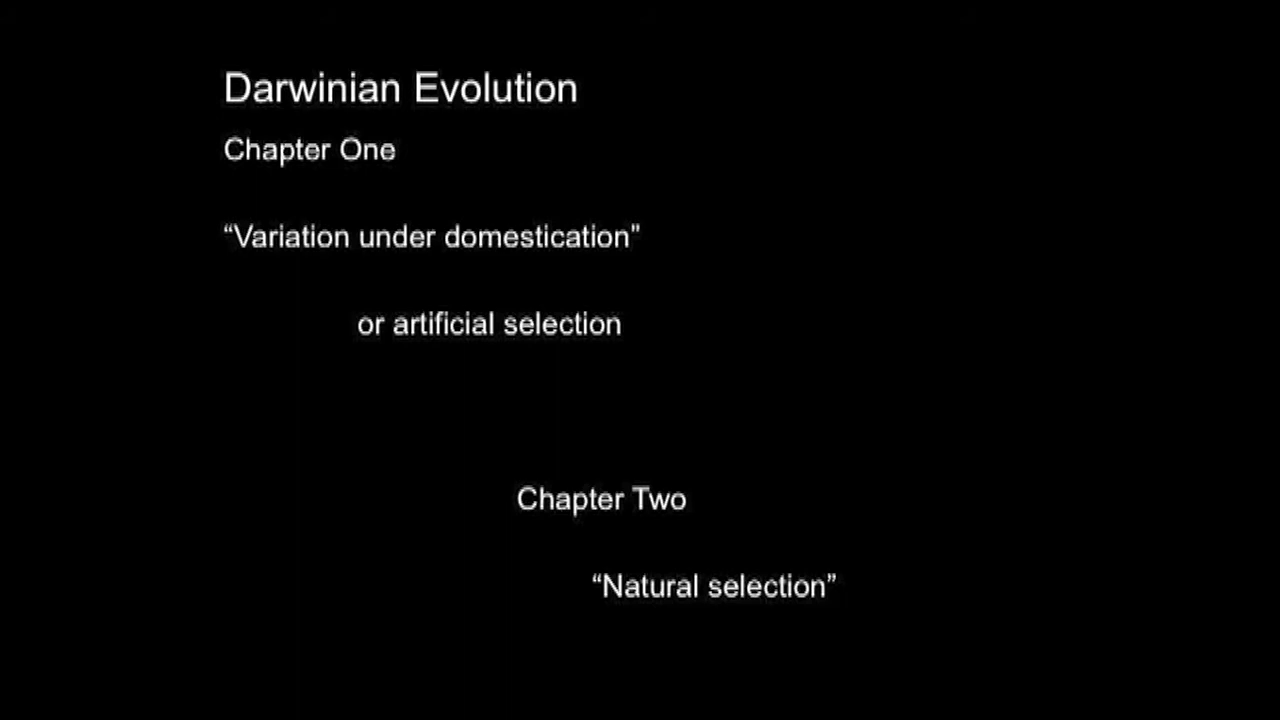 Darwinian Evolution
Chapter One
“Variation under domestication”
or artificial selection
Chapter Two
“Natural selection”